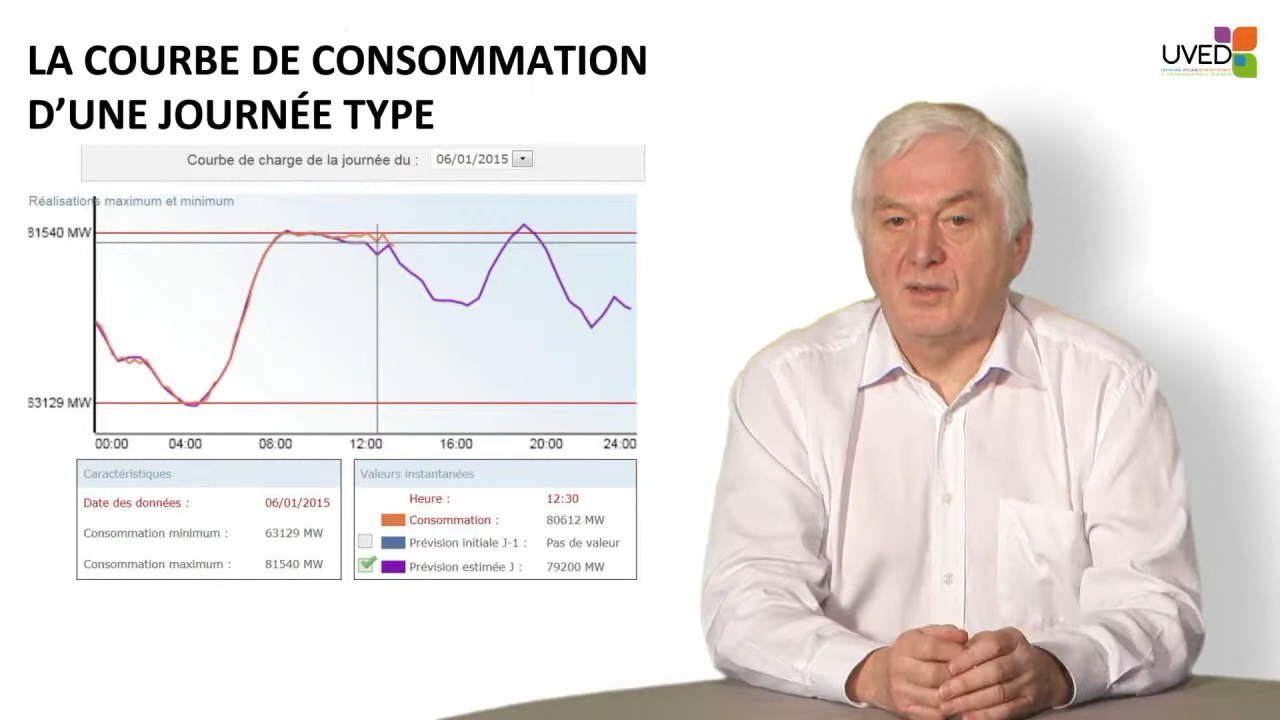 LA COURBE DE CONSOMMATION
D’UNE JOURNÉE TYPE
UVED
Courbe de charge de la journée du : 06/01/2015
Réalisations maximum et minimum
81540 MW
63129 MW
00:00 04:00 08:00 12:00 16:00 20:00 24:00
Caractéristiques
Date des données : 06/01/2015
Consommation minimum : 63129 MW
Consommation maximum : 81540 MW
Valeurs instantanées
Heure : 12:30
Consommation : 80612 MW
Prévision initiale J-1 : Pas de valeur
Prévision estimée J : 79200 MW